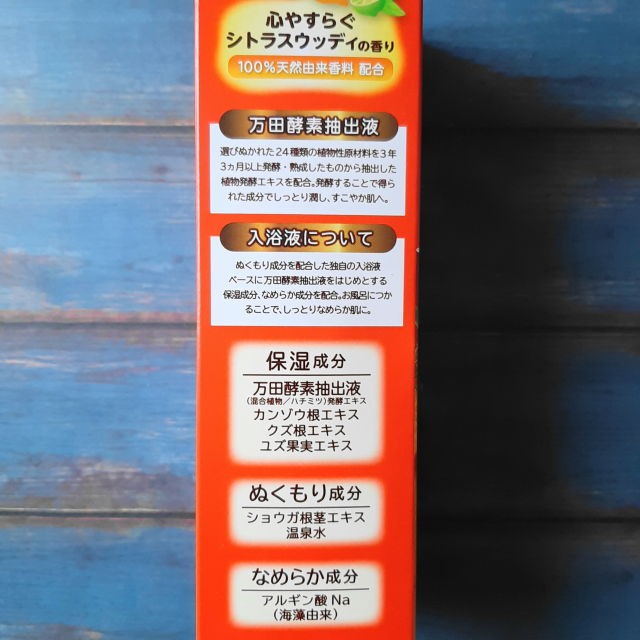 心やすらぐ
シトラスウッディの香り
100%天然由来香料 配合
万田酵素抽出液
選びぬかれた24種類の植物性原材料を3年
3ヵ月以上発酵・熟成したものから抽出した
植物発酵エキスを配合。発酵することで得ら
れた成分でしっとり潤し、すこやか肌へ。
入浴液について
ぬくもり成分を配合した独自の入浴液
ベースに万田酵素抽出液をはじめとする
保湿成分、なめらか成分を配合。お風呂につか
ることで、しっとりなめらか肌に。
保湿成分
万田酵素抽出液
(混合植物/ハチミツ)発酵エキス
カンゾウ根エキス
クズ根エキス
ユズ果実エキス
ぬくもり成分
ショウガ根茎エキス
温泉水
なめらか成分
アルギン酸Na
(海藻由来)